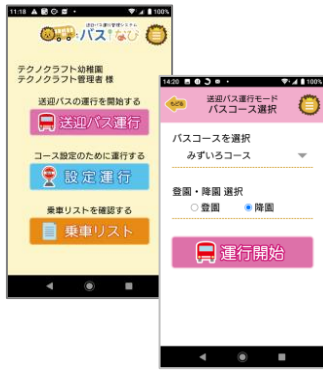 11:18
100%
送迎バス運行管理システム
バスなび
テクノクラフト幼稚園
テクノクラフト管理者 様
送迎バスの運行を開始する
送迎バス運行
コース設定のために運行する
設定運行
乗車リストを確認する
乗車リスト
14:20
100%
もどる
送迎バス運行モード
バスコース選択
バスコースを選択
みずいろコース
登園・降園 選択
登園
降園
運行開始